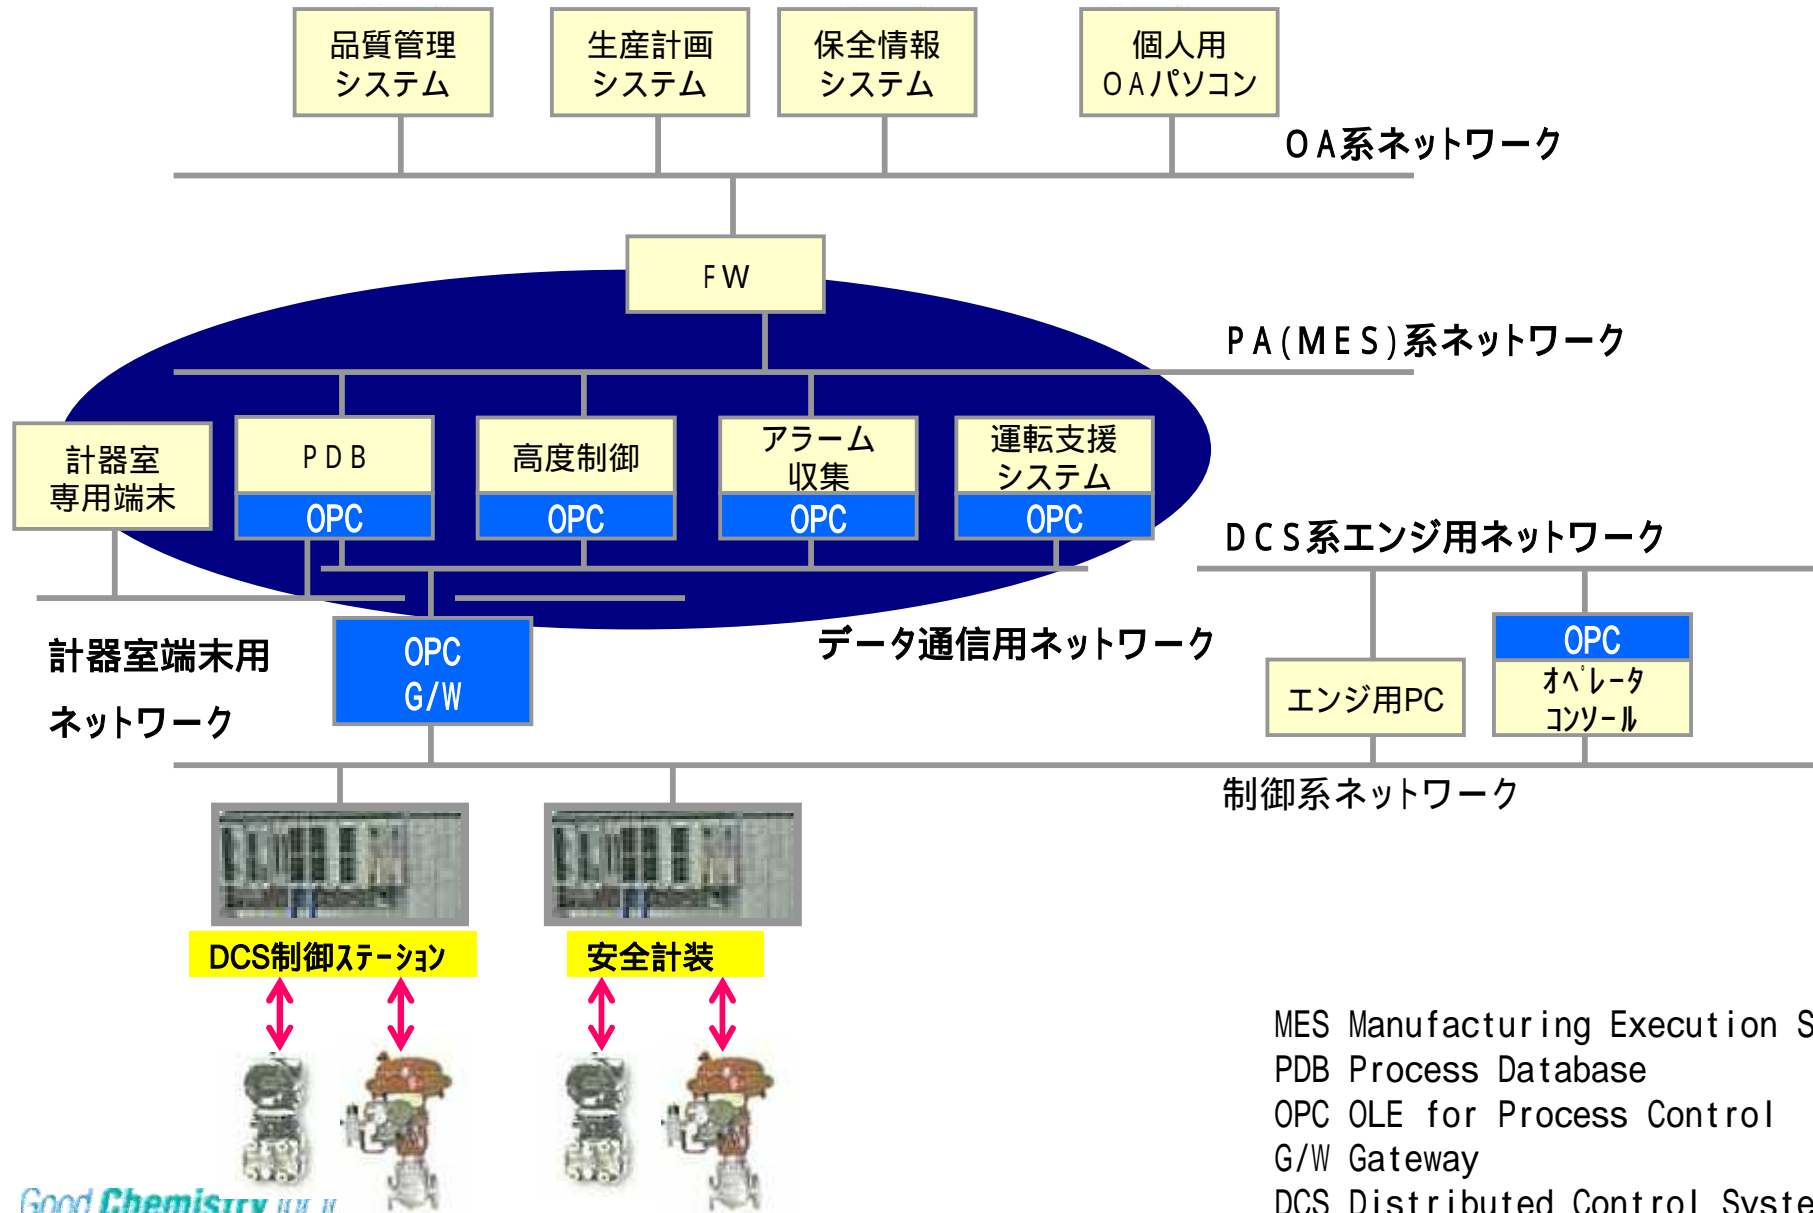 品質管理
システム
生産計画
システム
保全情報
システム
個人用
ＯＡパソコン
ＯＡ系ネットワーク
ＦＷ
ＰＡ(ＭＥＳ)系ネットワーク
計器室
専用端末
ＰＤＢ
OPC
高度制御
OPC
アラーム
収集
OPC
運転支援
システム
OPC
ＤＣＳ系エンジ用ネットワーク
計器室端末用
ネットワーク
OPC
G/W
データ通信用ネットワーク
エンジ用PC
OPC
ｵﾍﾟﾚｰﾀ
ｺﾝｿｰﾙ
制御系ネットワーク
DCS制御ｽﾃｰｼｮﾝ
安全計装
MES Manufacturing Execution S
PDB Process Database
OPC OLE for Process Control
G/W Gateway
DCS Distributed Control Syste
Good Chemistry